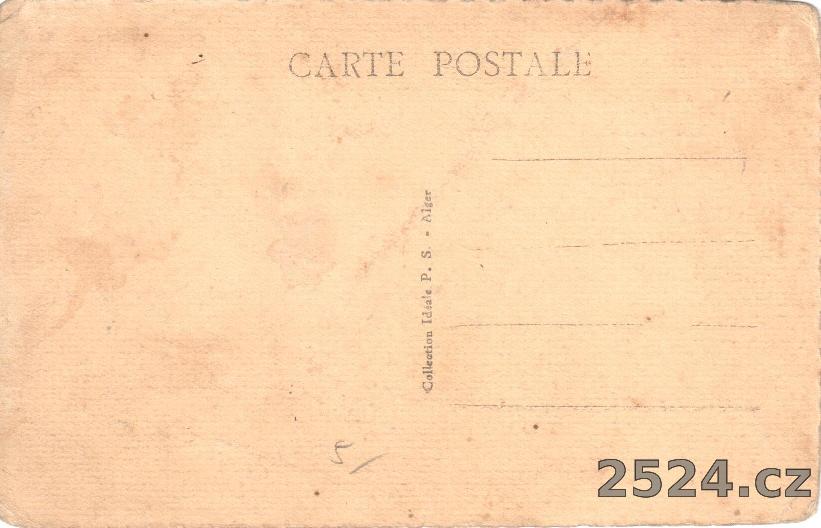 CARTE POSTALE
Collection Idéale P. S. - Alger
5
2524.cz